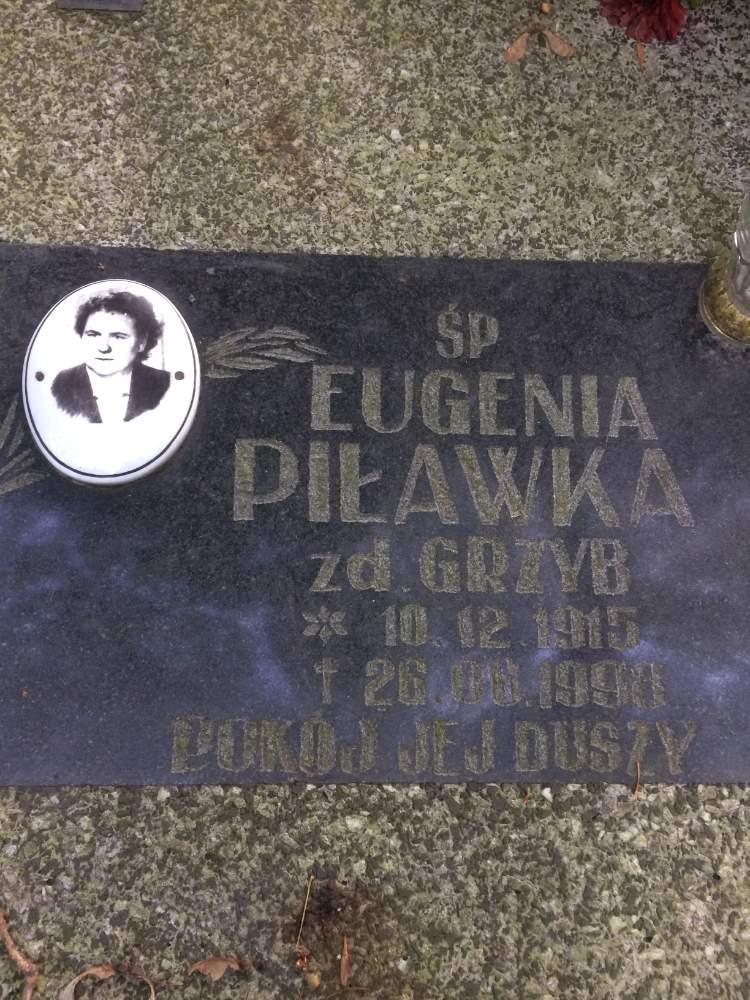 ŚP
EUGENIA
PIŁAWKA
zd. GRZYB
10.12.1915
26.06.1998
POKÓJ JEJ DUSZY